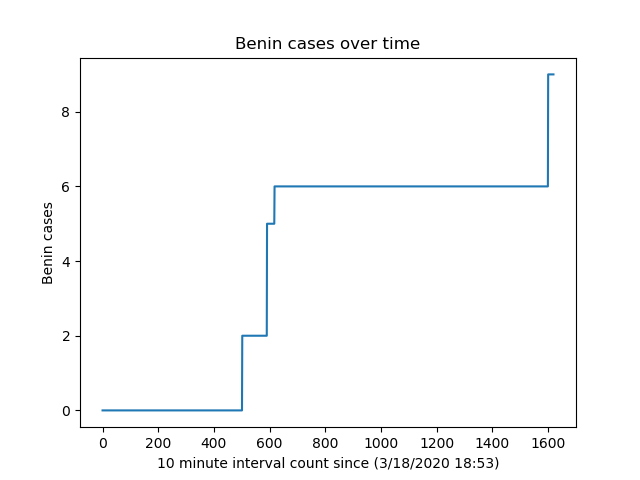 Benin cases over time
8
6
4
2
0
Benin cases
0 200 400 600 800 1000 1200 1400 1600
10 minute interval count since (3/18/2020 18:53)